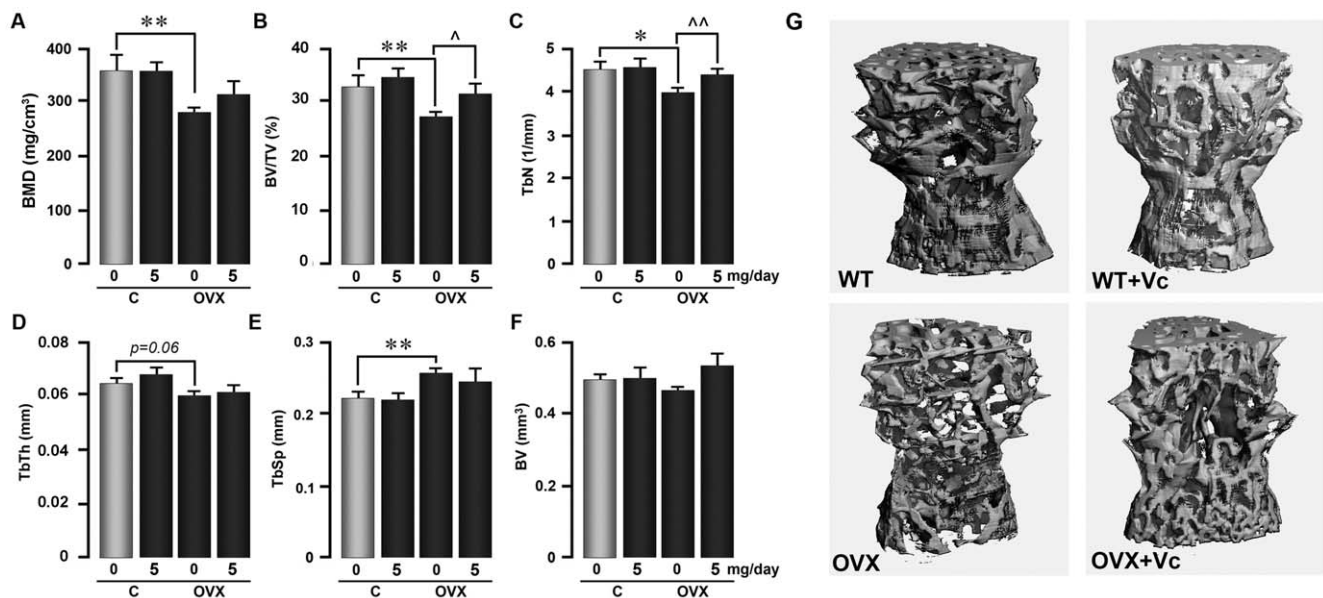 A
**
BMD (mg/cm³)
400
300
200
300
100
0
0 5 0 5
C OVX
B
**
^
BV/TV (%)
40
30
20
10
0
0 5 0 5
C OVX
C
*
^^
TbN (1/mm)
5
4
4
2
1
0
0 5 0 5 mg/day
C OVX
D
p=0.06
TbTh (mm)
0.08
0.06
0.04
0.02
0
0 5 0 5
C OVX
E
**
TbSp (mm)
0.3
0.2
0.1
0
0 5 0 5
C OVX
F
BV (mm³)
0.6
0.4
0.2
0
0 5 0 5 mg/day
C OVX
G
WT
WT+Vc
OVX
OVX+Vc